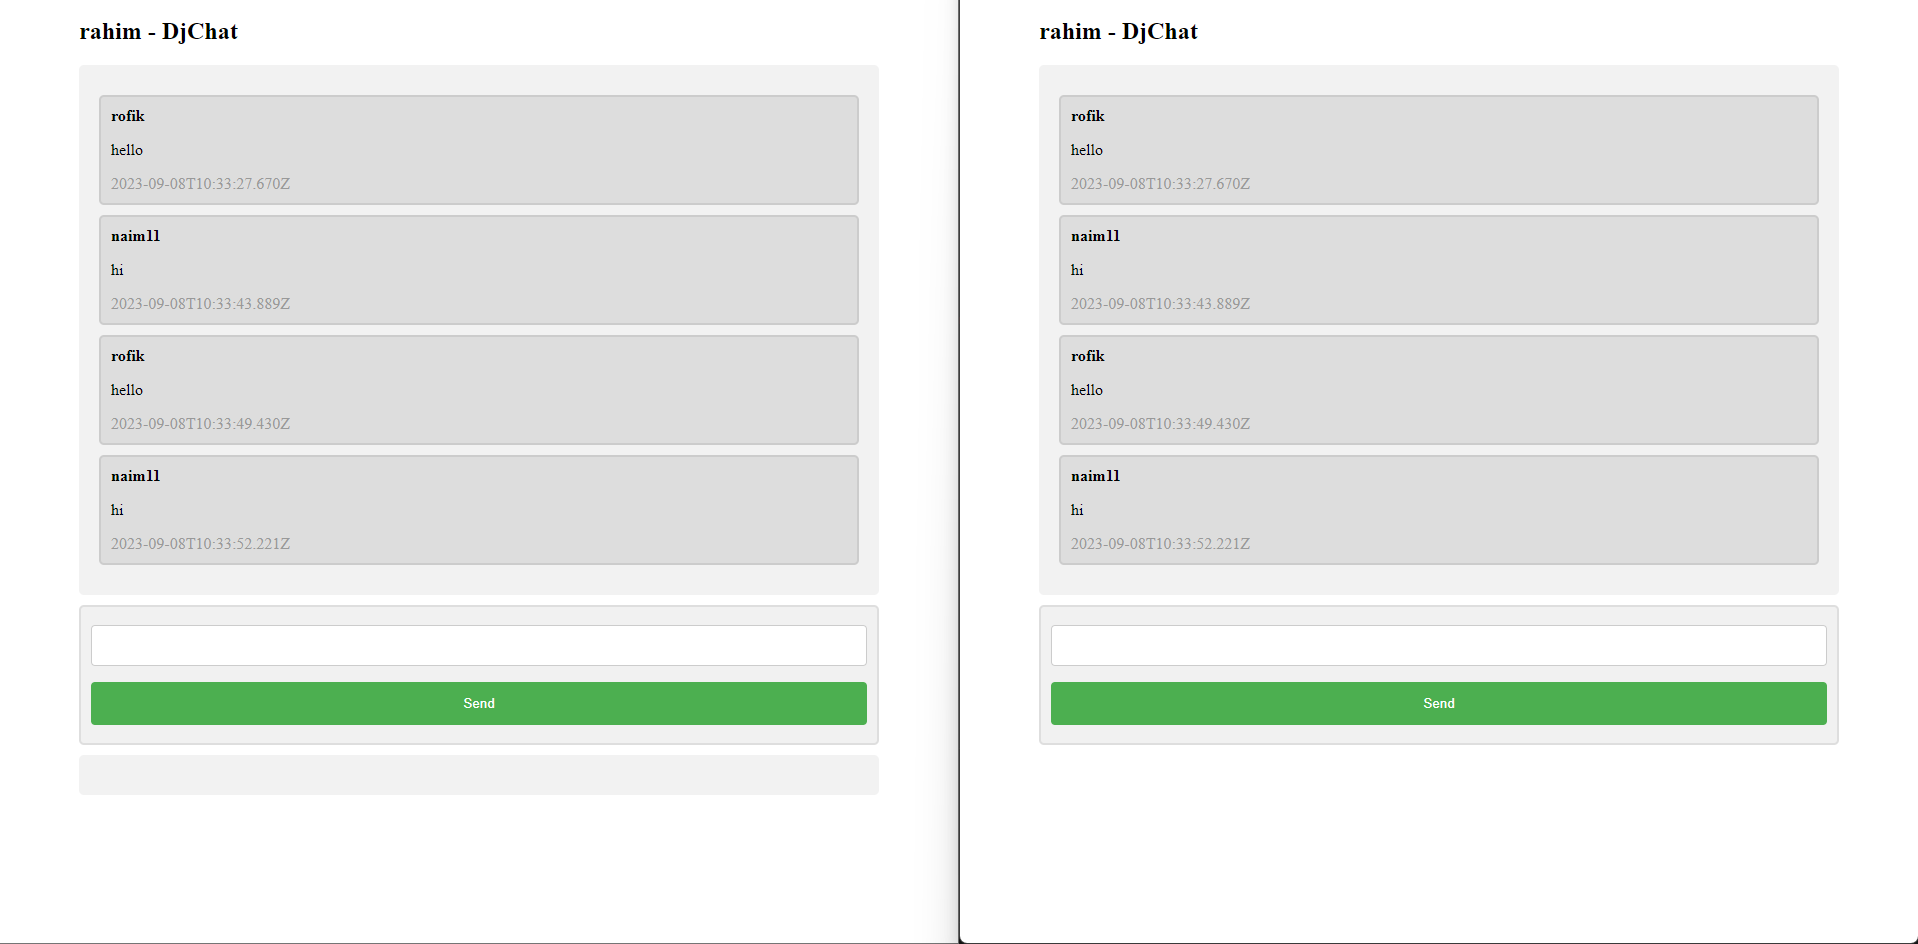 rahim - DjChat
rofik
hello
2023-09-08T10:33:27.670Z
naim11
hi
2023-09-08T10:33:43.889Z
rofik
hello
2023-09-08T10:33:49.430Z
naim11
hi
2023-09-08T10:33:52.221Z
Send
rahim - DjChat
rofik
hello
2023-09-08T10:33:27.670Z
naim11
hi
2023-09-08T10:33:43.889Z
rofik
hello
2023-09-08T10:33:49.430Z
naim11
hi
2023-09-08T10:33:52.221Z
Send